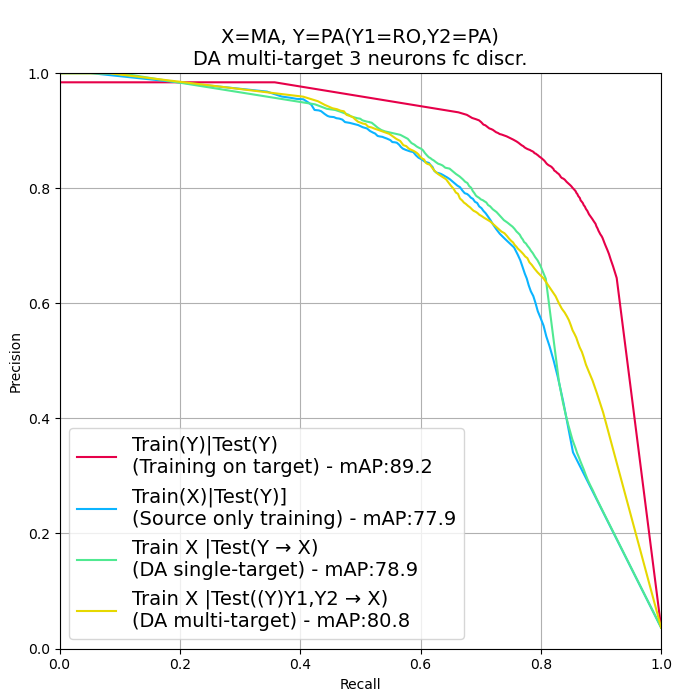 X=MA, Y=PA(Y1=RO,Y2=PA)
DA multi-target 3 neurons fc discr.
1.0
0.8
0.6
0.4
0.2
0.0
Precision
Train(Y)|Test(Y)
(Training on target) - mAP:89.2
Train(X)|Test(Y)]
(Source only training) - mAP:77.9
Train X |Test(Y → X)
(DA single-target) - mAP:78.9
Train X |Test((Y)Y1,Y2 → X)
(DA multi-target) - mAP:80.8
0.0 0.2 0.4 0.6 0.8 1.0
Recall